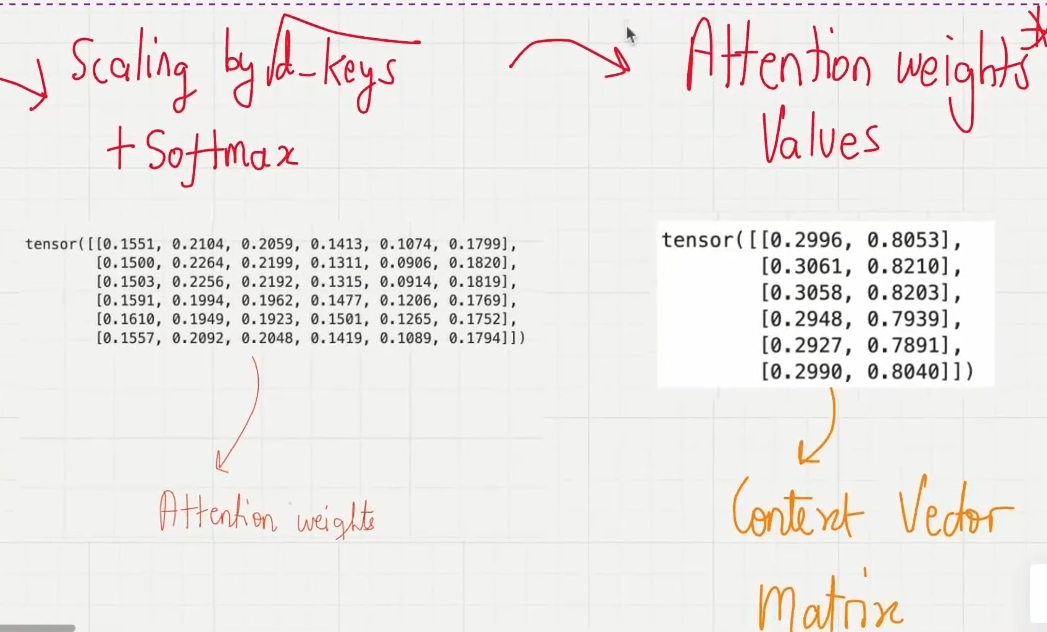 Scaling by √d-keys
+ Softmax
Attention weights *
Values
tensor([[0.1551, 0.2104, 0.2059, 0.1413, 0.1074, 0.1799],
[0.1500, 0.2264, 0.2199, 0.1311, 0.0906, 0.1820],
[0.1503, 0.2256, 0.2192, 0.1315, 0.0914, 0.1819],
[0.1591, 0.1994, 0.1962, 0.1477, 0.1206, 0.1769],
[0.1610, 0.1949, 0.1923, 0.1501, 0.1265, 0.1752],
[0.1557, 0.2092, 0.2048, 0.1419, 0.1089, 0.1794]])
Attention weights
tensor([[0.2996, 0.8053],
[0.3061, 0.8210],
[0.3058, 0.8203],
[0.2948, 0.7939],
[0.2927, 0.7891],
[0.2990, 0.8040]])
Context Vector
Matrix